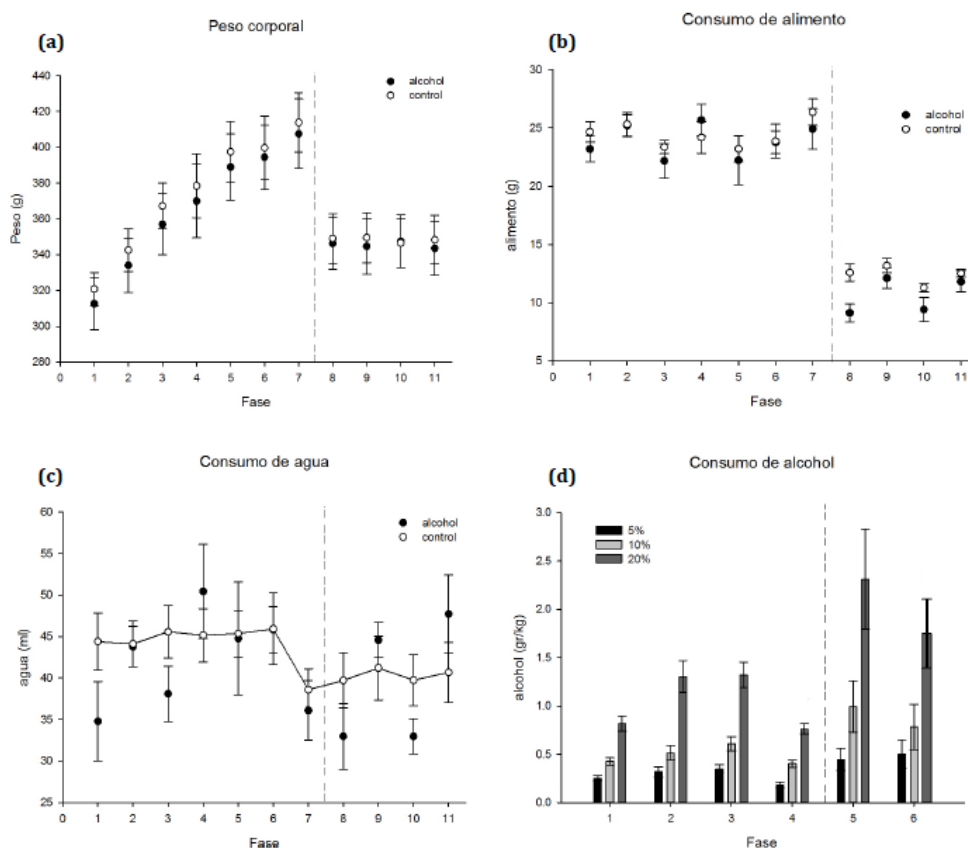 Peso corporal
(a)
alcohol
control
440
420
400
380
360
340
320
300
280
Peso (g)
0 1 2 3 4 5 6 7 8 9 10 11
Fase
Consumo de alimento
(b)
alcohol
control
30
25
20
15
10
5
alimento (g)
0 1 2 3 4 5 6 7 8 9 10 11
Fase
Consumo de agua
(c)
alcohol
control
60
55
50
45
40
35
30
25
agua (ml)
0 1 2 3 4 5 6 7 8 9 10 11
Fase
Consumo de alcohol
(d)
5%
10%
20%
3.0
2.5
2.0
1.5
1.0
0.5
0.0
alcohol (gr/kg)
1 2 3 4 5 6
Fase